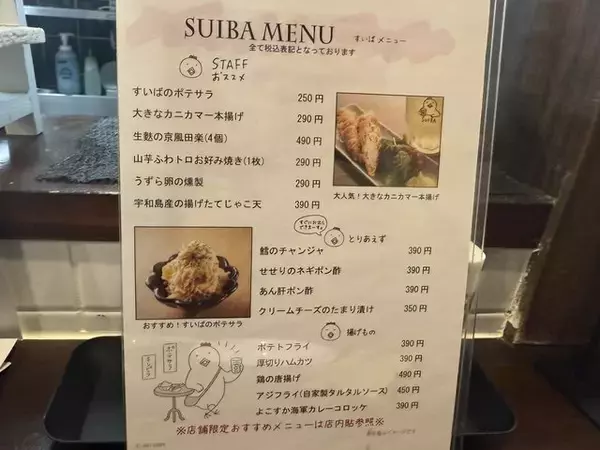 SUIBA MENU すいば メニュー
全て税込表記となっております
STAFF
おススメ
すいばのポテサラ 250円
大きなカニカマ一本揚げ 290円
生麩の京風田楽(4個) 490円
山芋ふわトロお好み焼き(1枚) 290円
うずら卵の燻製 290円
宇和島産の揚げたてじゃこ天 390円
SUIBA
大人気!大きなカニカマ一本揚げ
おすすめ!すいばのポテサラ
とりあえず
鱈のチャンジャ 390円
せせりのネギポン酢 390円
あん肝ポン酢 390円
クリームチーズのたまり漬け 350円
揚げもの
ポテトフライ 390円
厚切りハムカツ 390円
鶏の唐揚げ 490円
アジフライ(自家製タルタルソース) 450円
よこすか海軍カレーコロッケ 390円
ポテサラ
※店舗限定おすすめメニューは店内貼参照※